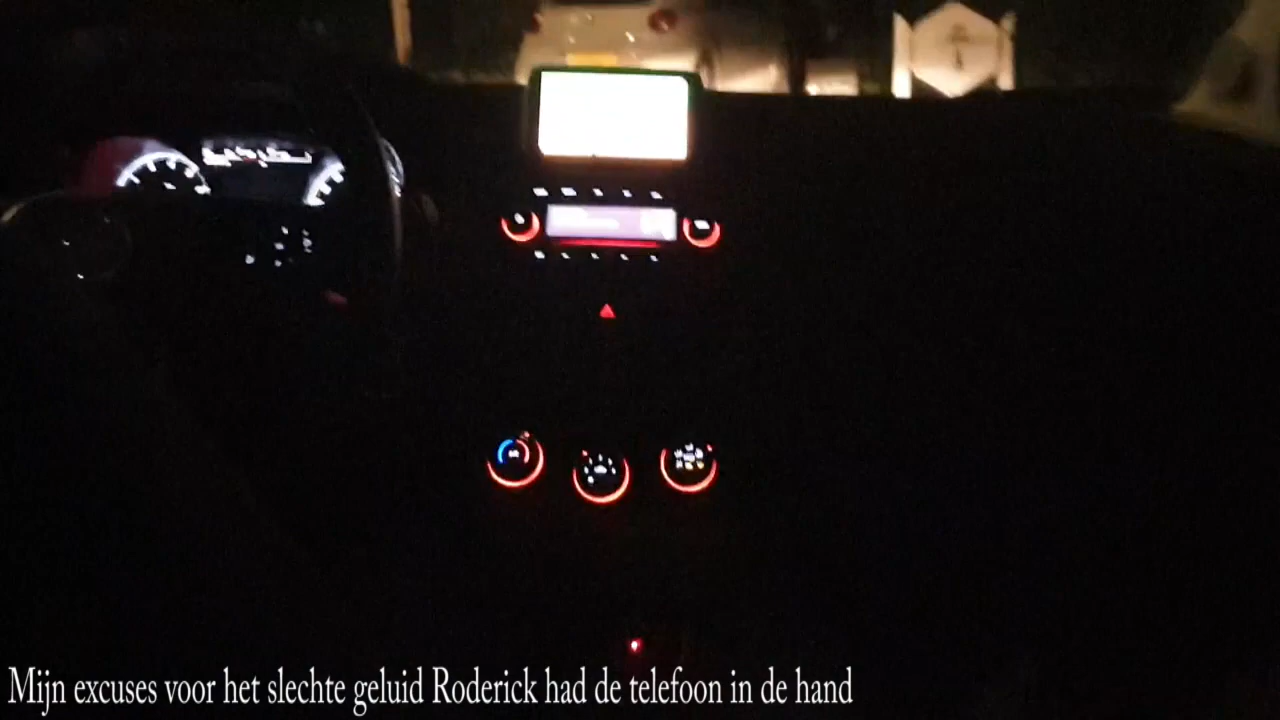 Mijn excuses voor het slechte geluid Roderick had de telefoon in de hand